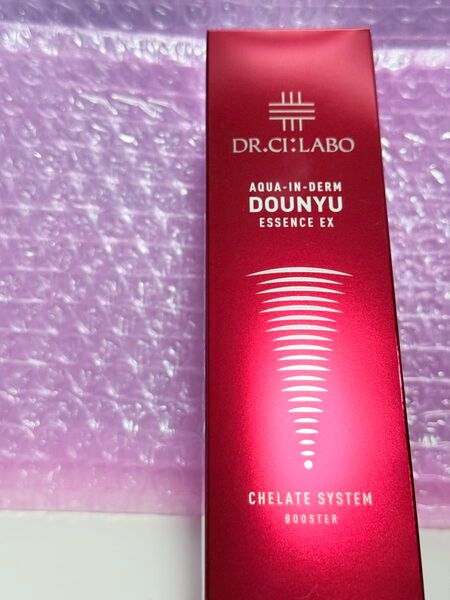 DR.CI:LABO
AQUA-IN-DERM
DOUNYU
ESSENCE EX
CHELATE SYSTEM
BOOSTER